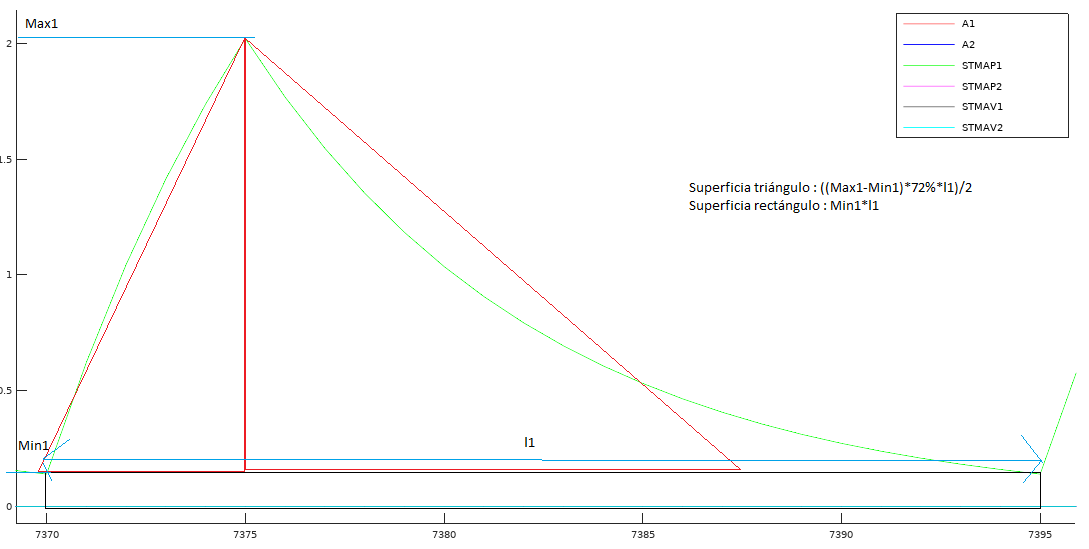 Max1
A1
A2
STMAP1
STMAP2
STMAV1
STMAV2
2
1.5
1
0.5
0
Superficia triángulo : ((Max1-Min1)*72%*l1)/2
Superficia rectángulo : Min1*l1
Min1
l1
7370 7375 7380 7385 7390 7395